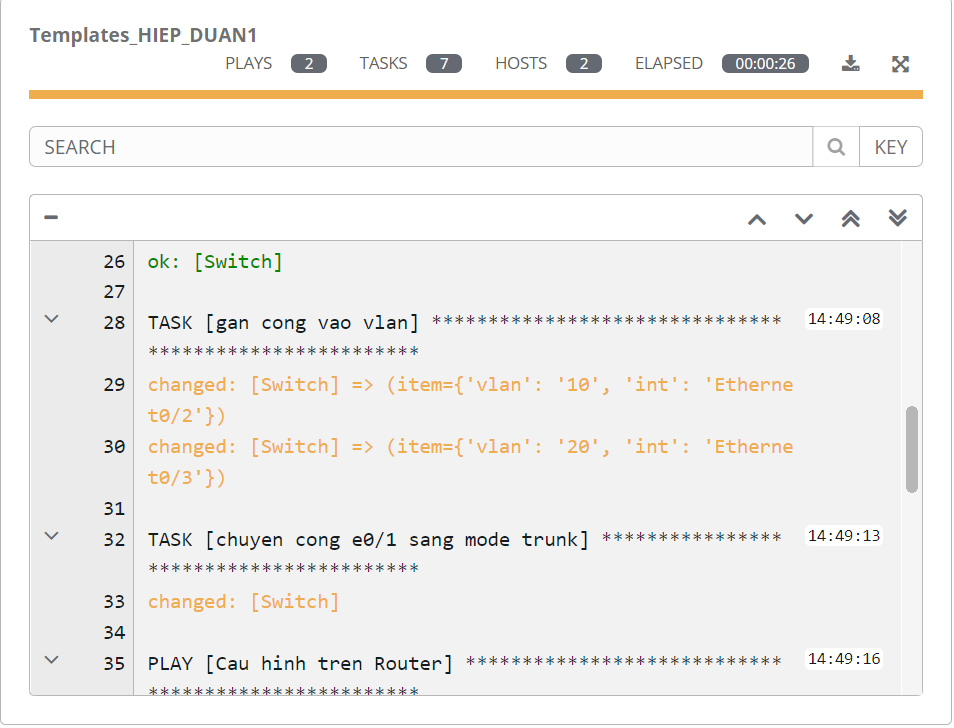 Templates_HIEP_DUAN1
PLAYS 2 TASKS 7 HOSTS 2 ELAPSED 00:00:26
SEARCH KEY
26 ok: [Switch]
27
28 TASK [gan cong vao vlan] ******************************* 14:49:08
************************
29 changed: [Switch] => (item={'vlan': '10', 'int': 'Etherne
t0/2'})
30 changed: [Switch] => (item={'vlan': '20', 'int': 'Etherne
t0/3'})
31
32 TASK [chuyen cong e0/1 sang mode trunk] **************** 14:49:13
************************
33 changed: [Switch]
34
35 PLAY [Cau hinh tren Router] **************************** 14:49:16
************************